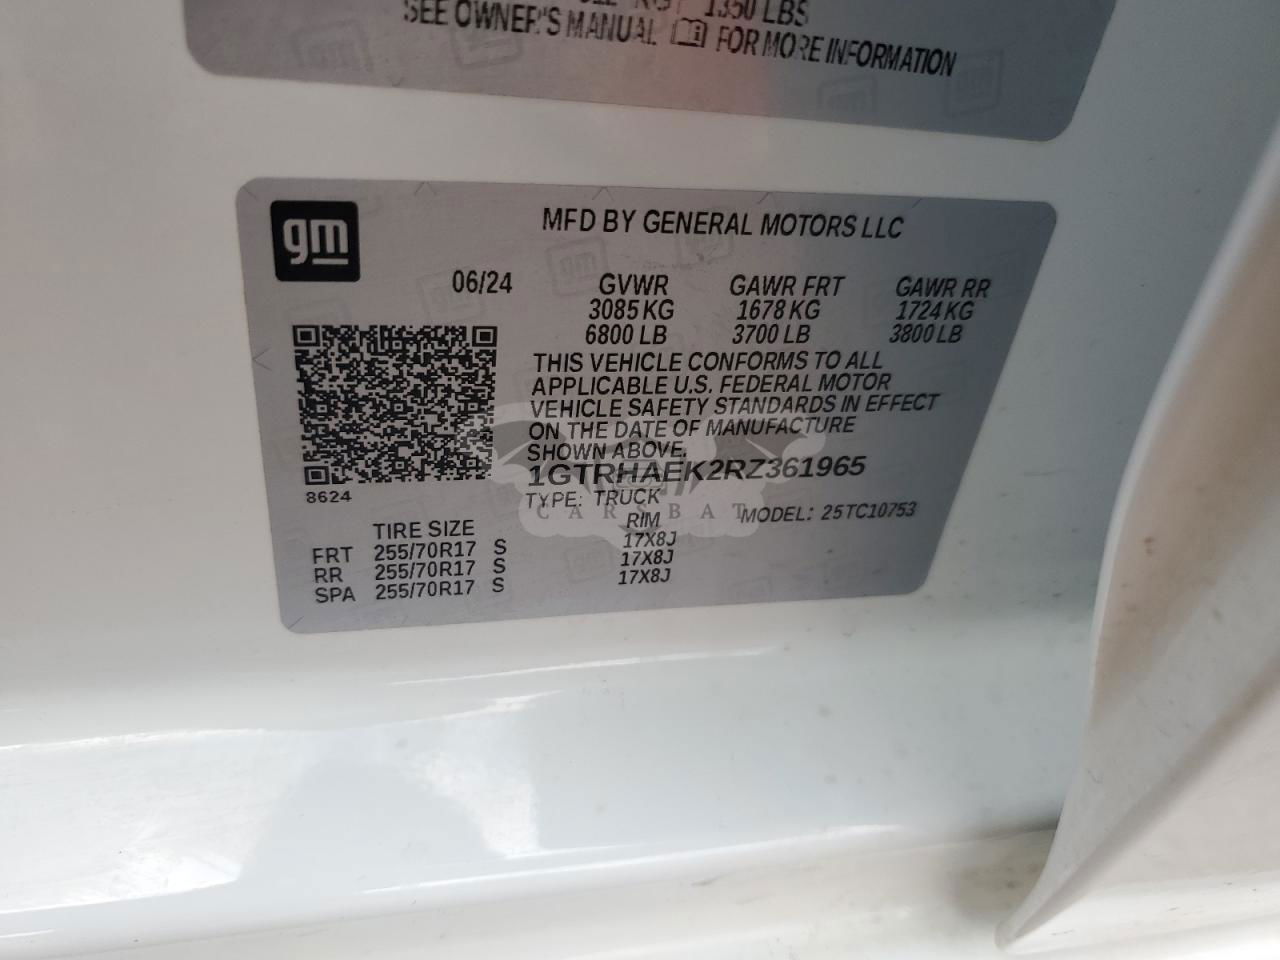 1350 LBS
SEE OWNER'S MANUAL FOR MORE INFORMATION
gm
MFD BY GENERAL MOTORS LLC
06/24 GVWR GAWR FRT GAWR RR
3085 KG 1678 KG 1724 KG
6800 LB 3700 LB 3800 LB
THIS VEHICLE CONFORMS TO ALL
APPLICABLE U.S. FEDERAL MOTOR
VEHICLE SAFETY STANDARDS IN EFFECT
ON THE DATE OF MANUFACTURE
SHOWN ABOVE.
1GTRHAEK2RZ361965
8624
TYPE: TRUCK MODEL: 25TC10753
CARSBAT
TIRE SIZE RIM
FRT 255/70R17 S 17X8J
RR 255/70R17 S 17X8J
SPA 255/70R17 S 17X8J